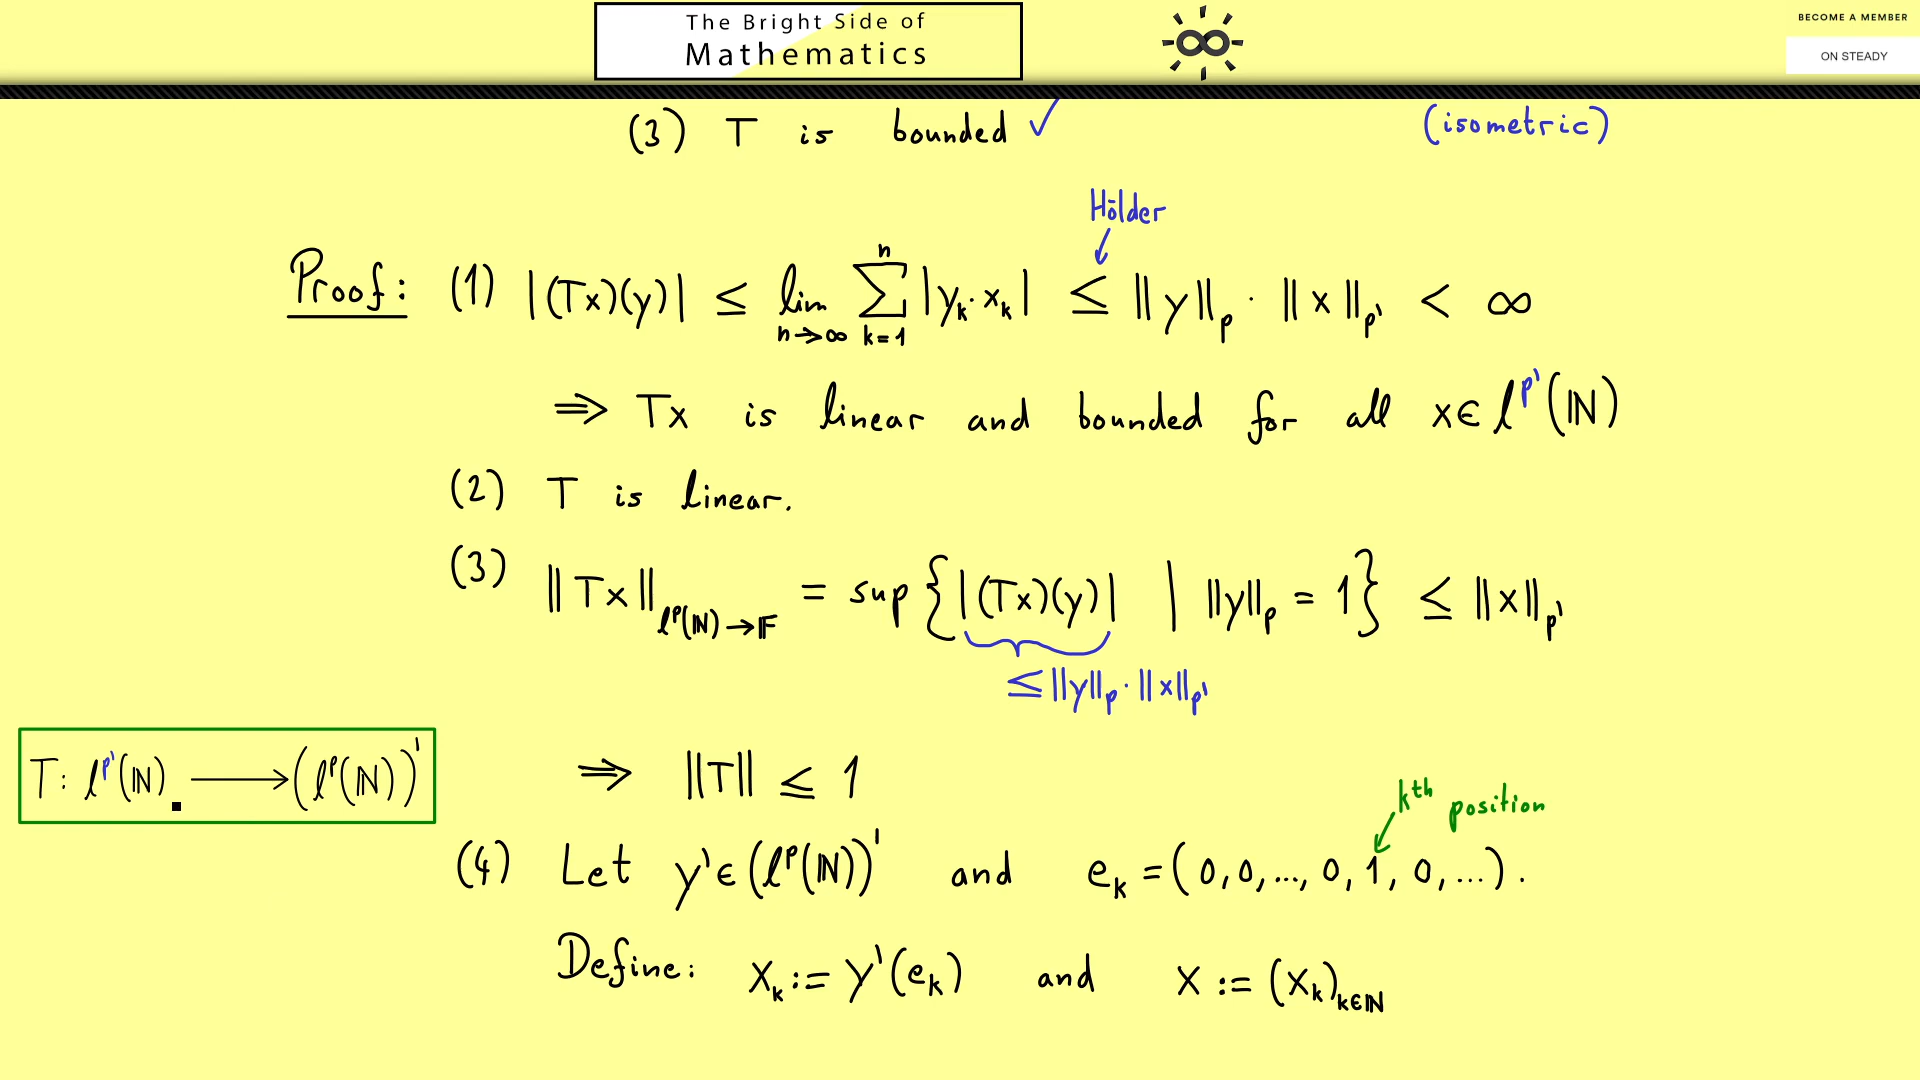 The Bright Side of
Mathematics
BECOME A MEMBER
ON STEADY
(3) T is bounded ✓ (isometric)
Hölder
Proof: (1) |(Tx)(y)| ≤ lim_{n→∞} ∑_{k=1}^{n} |y_k · x_k| ≤ ‖y‖_p · ‖x‖_{p'} < ∞
⇒ Tx is linear and bounded for all x ∈ l^{p'}(ℕ)
(2) T is linear.
(3) ‖Tx‖_{l^p(ℕ)→𝔽} = sup{ |(Tx)(y)| | ‖y‖_p = 1 } ≤ ‖x‖_{p'}
≤ ‖y‖_p · ‖x‖_{p'}
T: l^{p'}(ℕ) ⟶ (l^p(ℕ))'
⇒ ‖T‖ ≤ 1
kth position
(4) Let y' ∈ (l^p(ℕ))' and e_k = (0, 0, ..., 0, 1, 0, ...).
Define: x_k := y'(e_k) and x := (x_k)_{k∈ℕ}